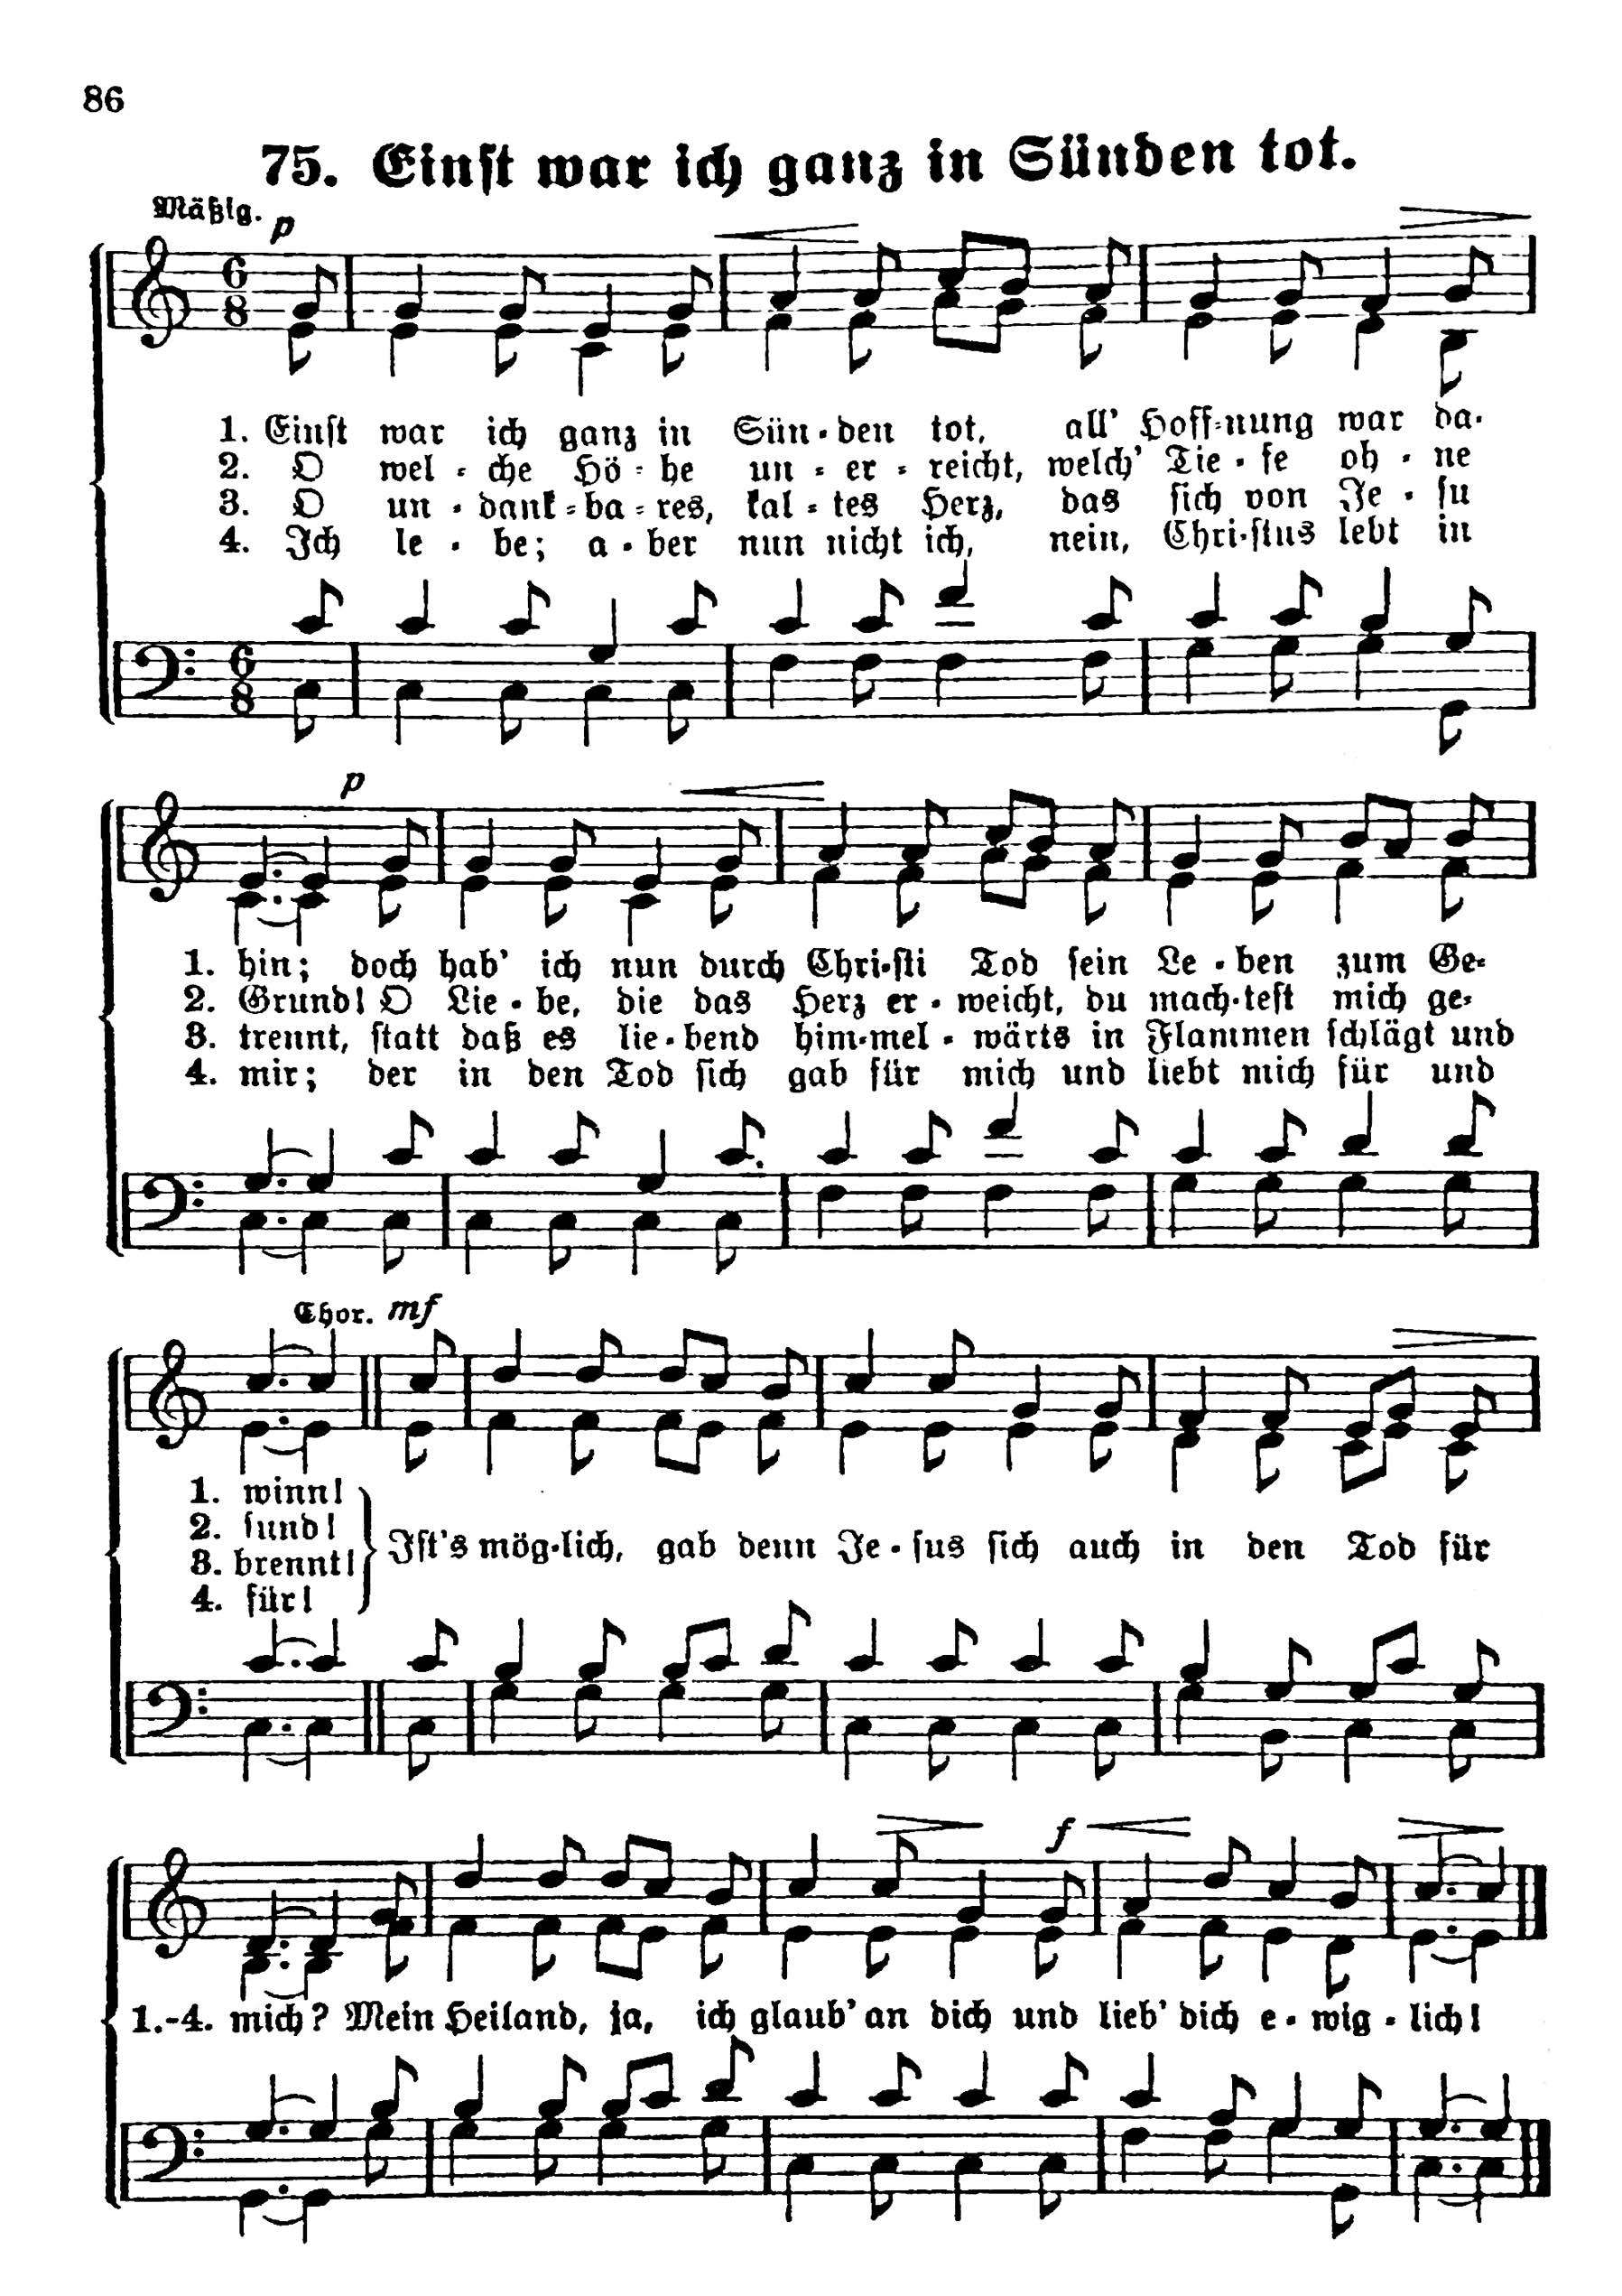 86
75. Einst war ich ganz in Sünden tot.
Mäßig.
p
6
8
1. Einst war ich ganz in Sün-den tot, all' Hoff-nung war da-
2. O wel-che Hö-he un-er-reicht, welch' Tie-fe oh-ne
3. O un-dank-ba-res, kal-tes Herz, das sich von Je-su
4. Ich le-be; a-ber nun nicht ich, nein, Chri-stus lebt in
6
8
p
1. hin; doch hab' ich nun durch Chri-sti Tod sein Le-ben zum Ge-
2. Grund! O Lie-be, die das Herz er-weicht, du mach-test mich ge-
3. trennt, statt daß es lie-bend him-mel-wärts in Flammen schlägt und
4. mir; der in den Tod sich gab für mich und liebt mich für und
Chor. mf
1. winn!
2. sund!
3. brennt!
4. für!
Ist's mög-lich, gab denn Je-sus sich auch in den Tod für
f
1.-4. mich? Mein Heiland, ja, ich glaub' an dich und lieb' dich e-wig-lich!